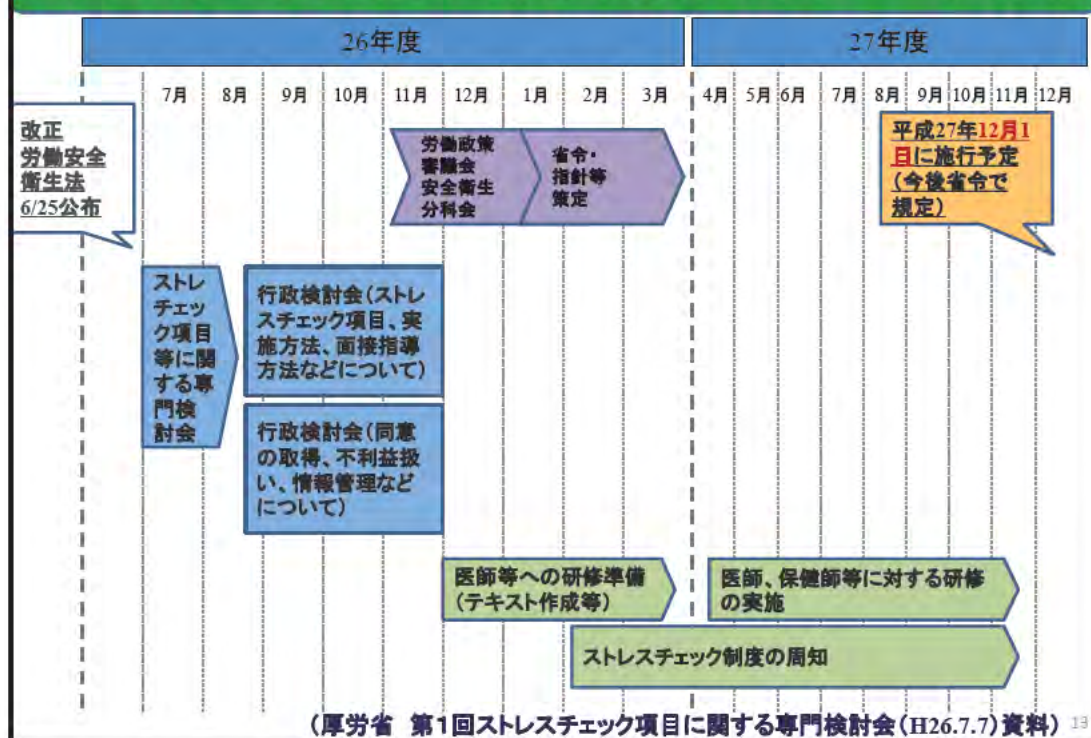 26年度
27年度
7月
8月
9月
10月
11月
12月
1月
2月
3月
4月
5月
6月
7月
8月
9月
10月
11月
12月
改正
労働安全
衛生法
6/25公布
労働政策
審議会
安全衛生
分科会
省令・
指針等
策定
平成27年12月1
日に施行予定
(今後省令で
規定)
ストレ
スチェッ
ク項目
等に関
する専
門検
討会
行政検討会(ストレ
スチェック項目、実
施方法、面接指導
方法などについて)
行政検討会(同意
の取得、不利益扱
い、情報管理など
について)
医師等への研修準備
(テキスト作成等)
医師、保健師等に対する研修
の実施
ストレスチェック制度の周知
(厚労省 第1回ストレスチェック項目に関する専門検討会(H26.7.7)資料)
13